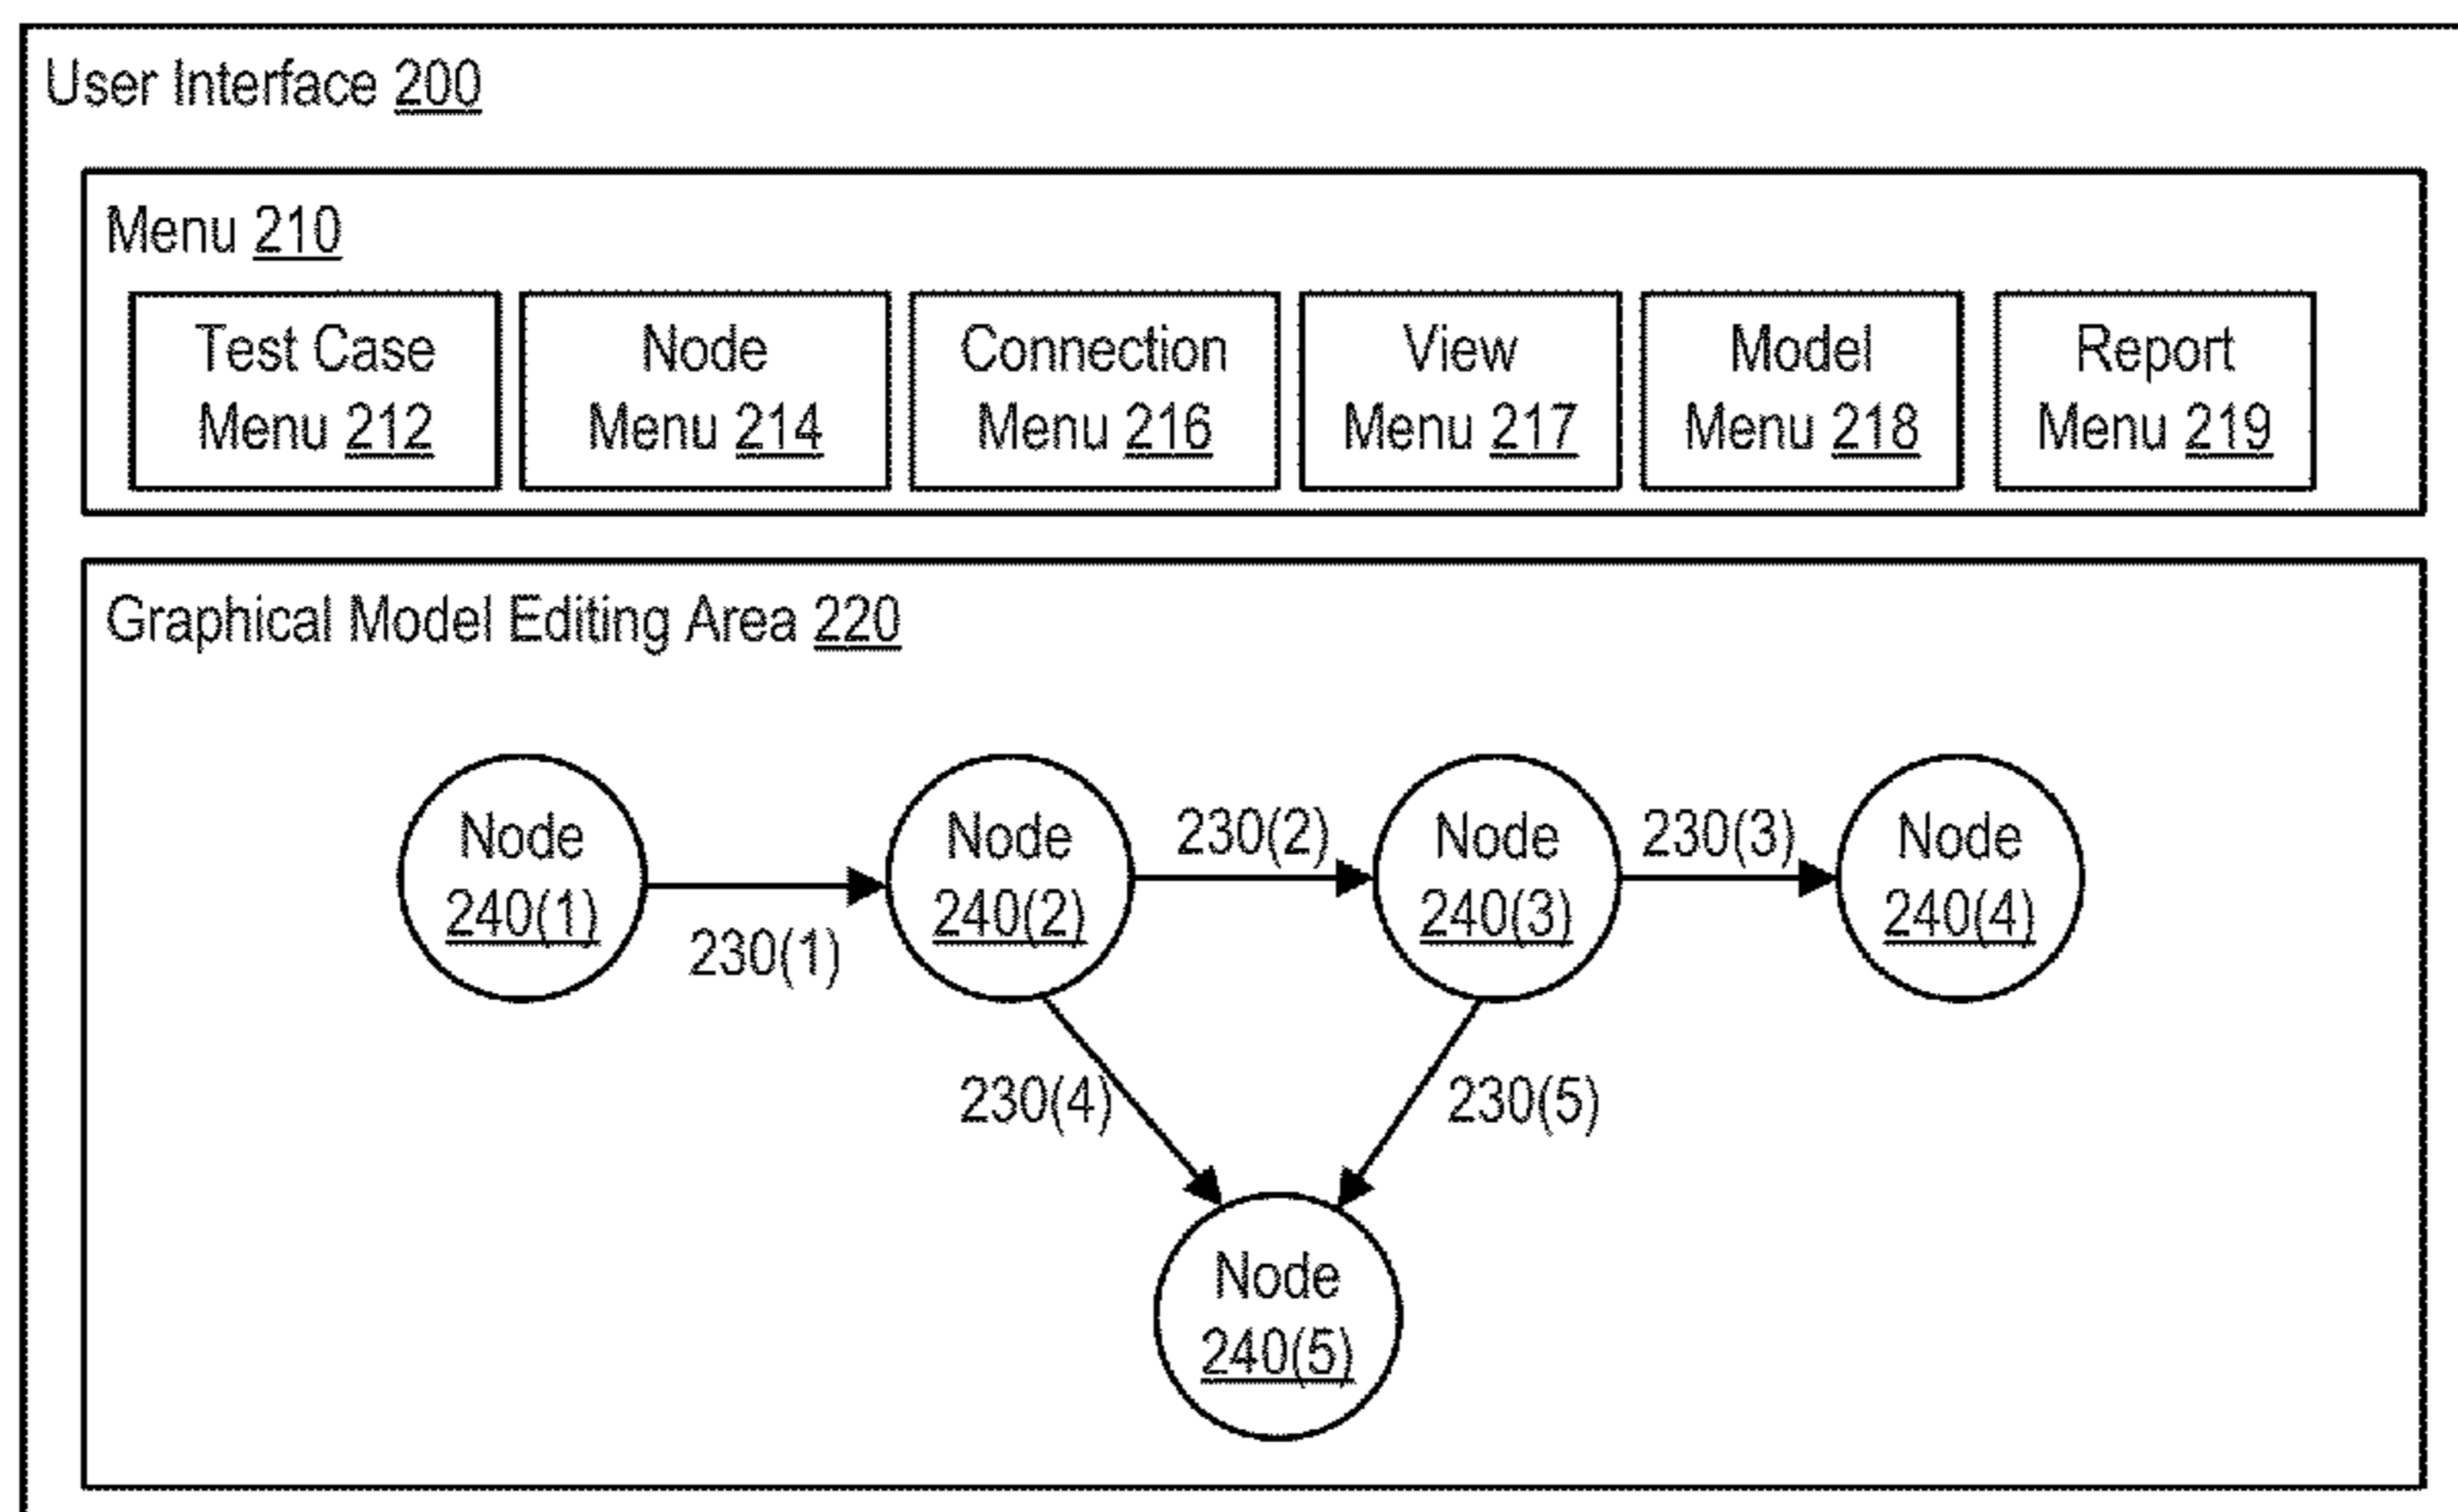 User Interface 200
Menu 210
Test Case
Menu 212
Node
Menu 214
Connection
Menu 216
View
Menu 217
Model
Menu 218
Report
Menu 219
Graphical Model Editing Area 220
Node
240(1)
230(1)
Node
240(2)
230(2)
Node
240(3)
230(3)
Node
240(4)
230(4)
230(5)
Node
240(5)